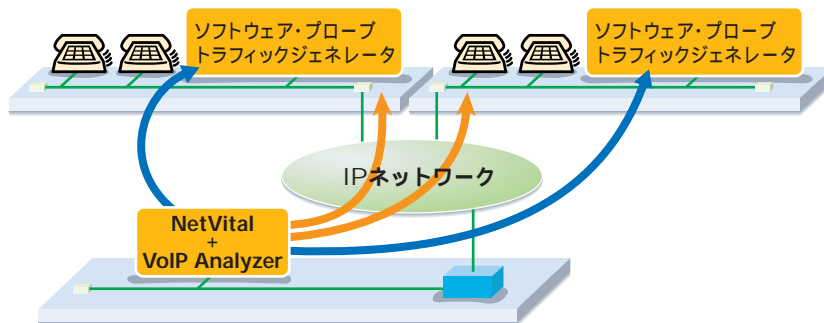 ソフトウェア・プローブ
トラフィックジェネレータ
ソフトウェア・プローブ
トラフィックジェネレータ
IPネットワーク
NetVital
+
VoIP Analyzer